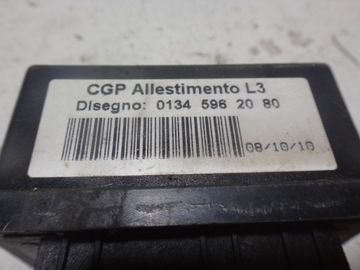 CGP Allestimento L3
Disegno: 0134 596 20 80
08/10/10